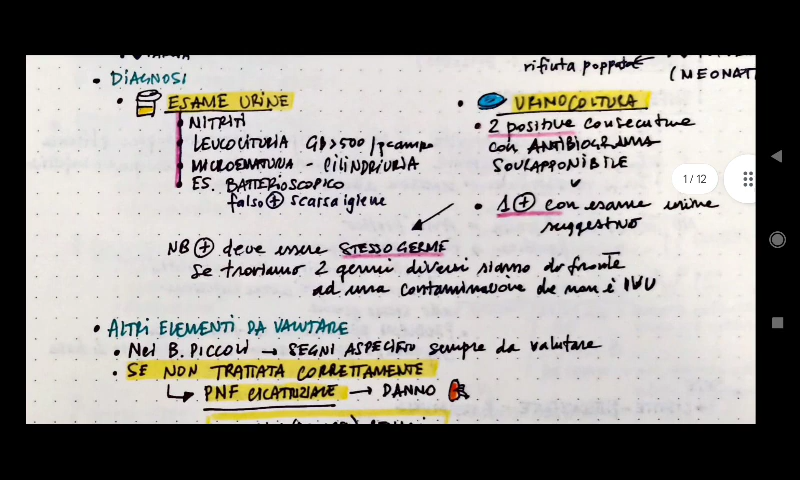 rifiuta poppate
(MEONATI
• DIAGNOSI
• ESAME URINE
• NITRITI
• LEUCOCITURIA GB>500/pcampo
• MICROEMATURIA - CILINDRURIA
• ES. BATTERIOSCOPICO
falso ⊕ scarsa igiene
• URINOCOLTURA
• 2 positive consecutive
con ANTIBIOGRAMMA
SOVRAPPONIBILE
• 1 ⊕ con esame urine
suggestivo
NB ⊕ deve essere STESSO GERME
se troviamo 2 germi diversi siamo di fronte
ad una contaminazione che non è IVU
• ALTRI ELEMENTI DA VALUTARE
• Nei B. PICCOLI → SEGNI ASPECIFICI sempre da valutare
• SE NON TRATTATA CORRETTAMENTE
↳ PNF CICATRIZIALE → DANNO
1 / 12